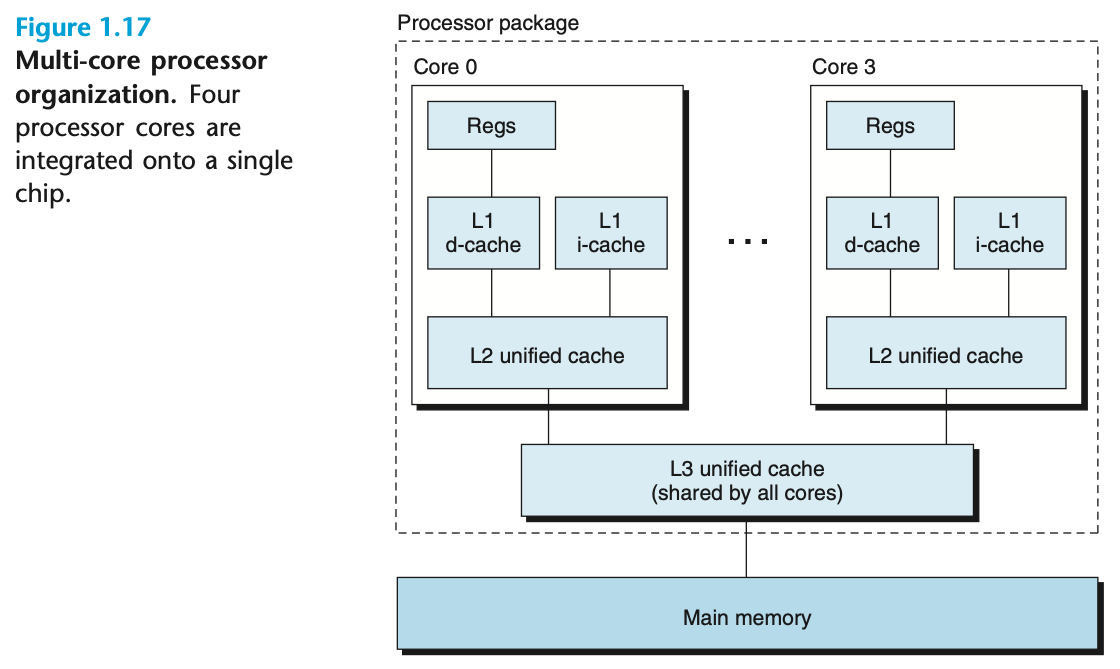 Figure 1.17
Multi-core processor
organization. Four
processor cores are
integrated onto a single
chip.
Processor package
Core 0
Regs
L1
d-cache
L1
i-cache
L2 unified cache
. . .
Core 3
Regs
L1
d-cache
L1
i-cache
L2 unified cache
L3 unified cache
(shared by all cores)
Main memory